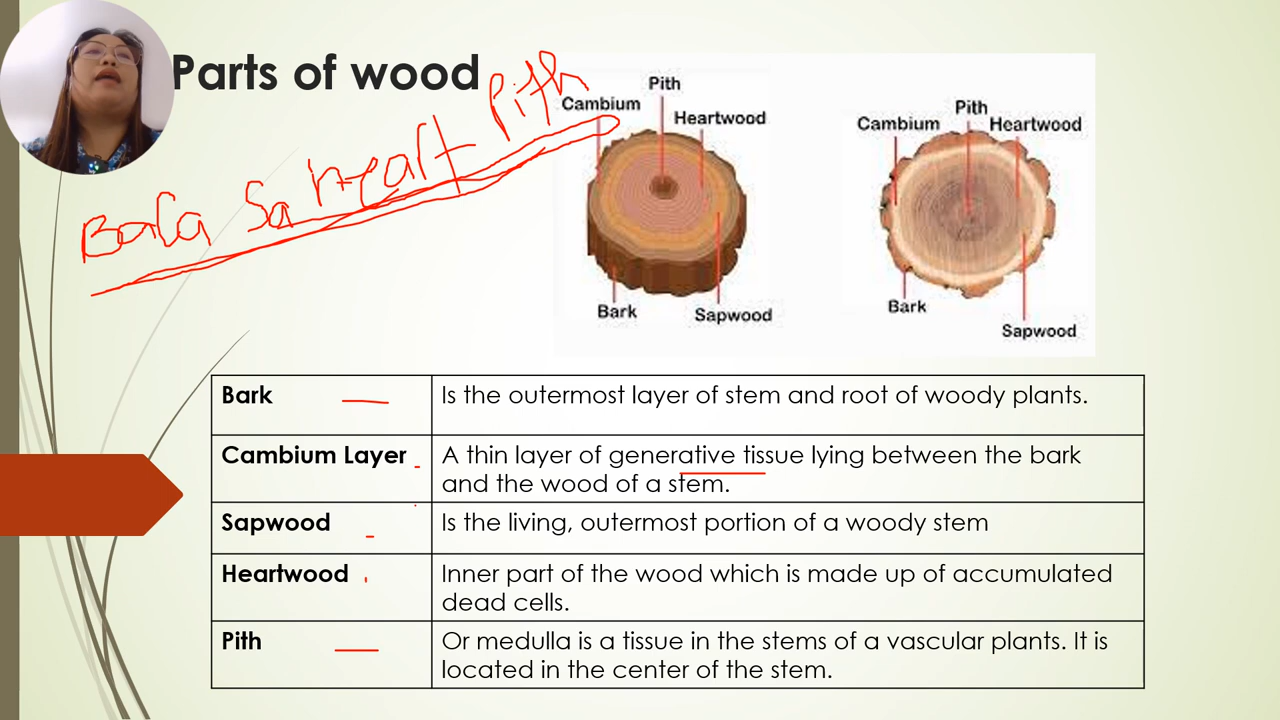 Parts of wood
BaCa Sa Heart Pith
Pith
Cambium
Heartwood
Bark
Sapwood
Pith
Cambium
Heartwood
Bark
Sapwood
Bark
Is the outermost layer of stem and root of woody plants.
Cambium Layer
A thin layer of generative tissue lying between the bark
and the wood of a stem.
Sapwood
Is the living, outermost portion of a woody stem
Heartwood
Inner part of the wood which is made up of accumulated
dead cells.
Pith
Or medulla is a tissue in the stems of a vascular plants. It is
located in the center of the stem.